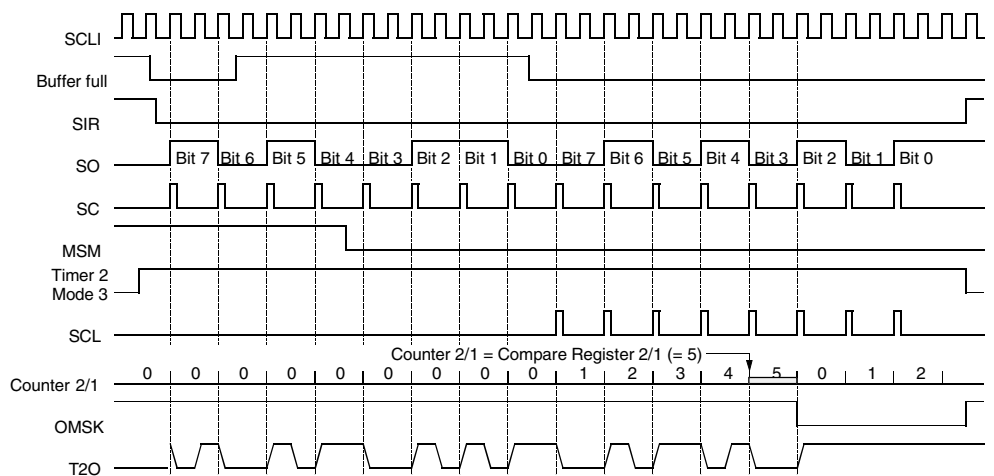 SCLI
Buffer full
SIR
SO Bit 7 Bit 6 Bit 5 Bit 4 Bit 3 Bit 2 Bit 1 Bit 0 Bit 7 Bit 6 Bit 5 Bit 4 Bit 3 Bit 2 Bit 1 Bit 0
SC
MSM
Timer 2
Mode 3
SCL
Counter 2/1 = Compare Register 2/1 (= 5)
Counter 2/1 0 0 0 0 0 0 0 0 0 1 2 3 4 5 0 1 2
OMSK
T2O